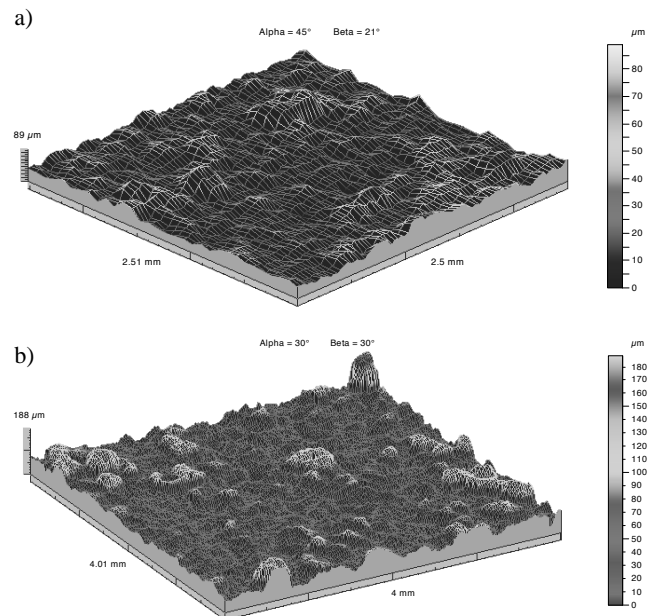 a)
Alpha = 45° Beta = 21°
µm
80
70
60
50
40
30
20
10
0
89 µm
2.51 mm
2.5 mm
b)
Alpha = 30° Beta = 30°
µm
180
170
160
150
140
130
120
110
100
90
80
70
60
50
40
30
20
10
0
188 µm
4.01 mm
4 mm